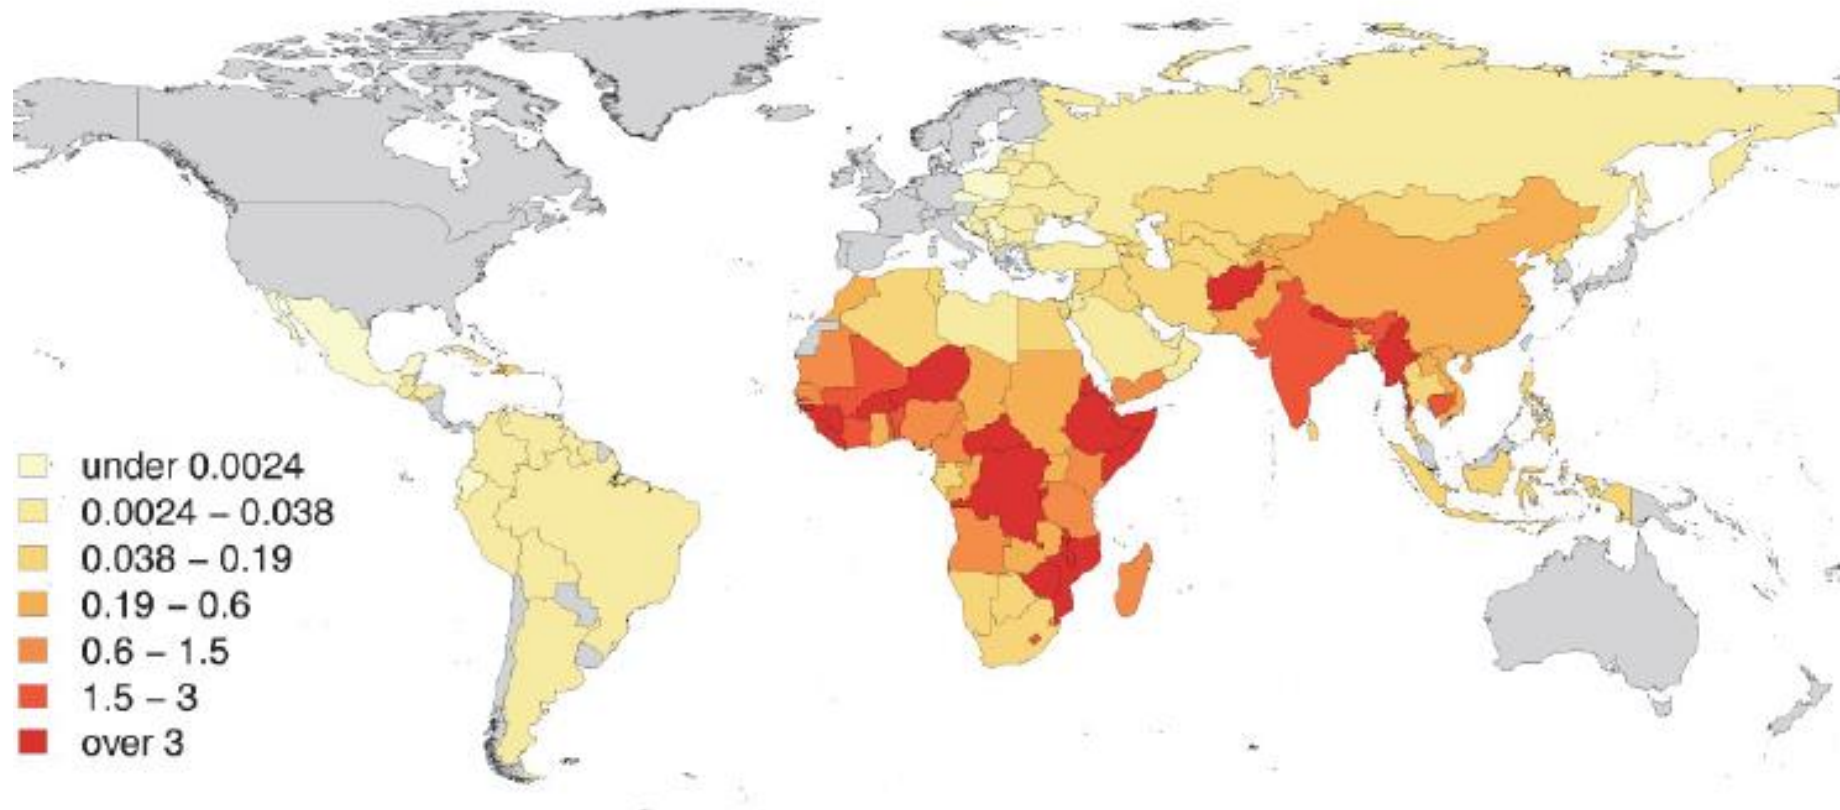 under 0.0024
0.0024 – 0.038
0.038 – 0.19
0.19 – 0.6
0.6 – 1.5
1.5 – 3
over 3